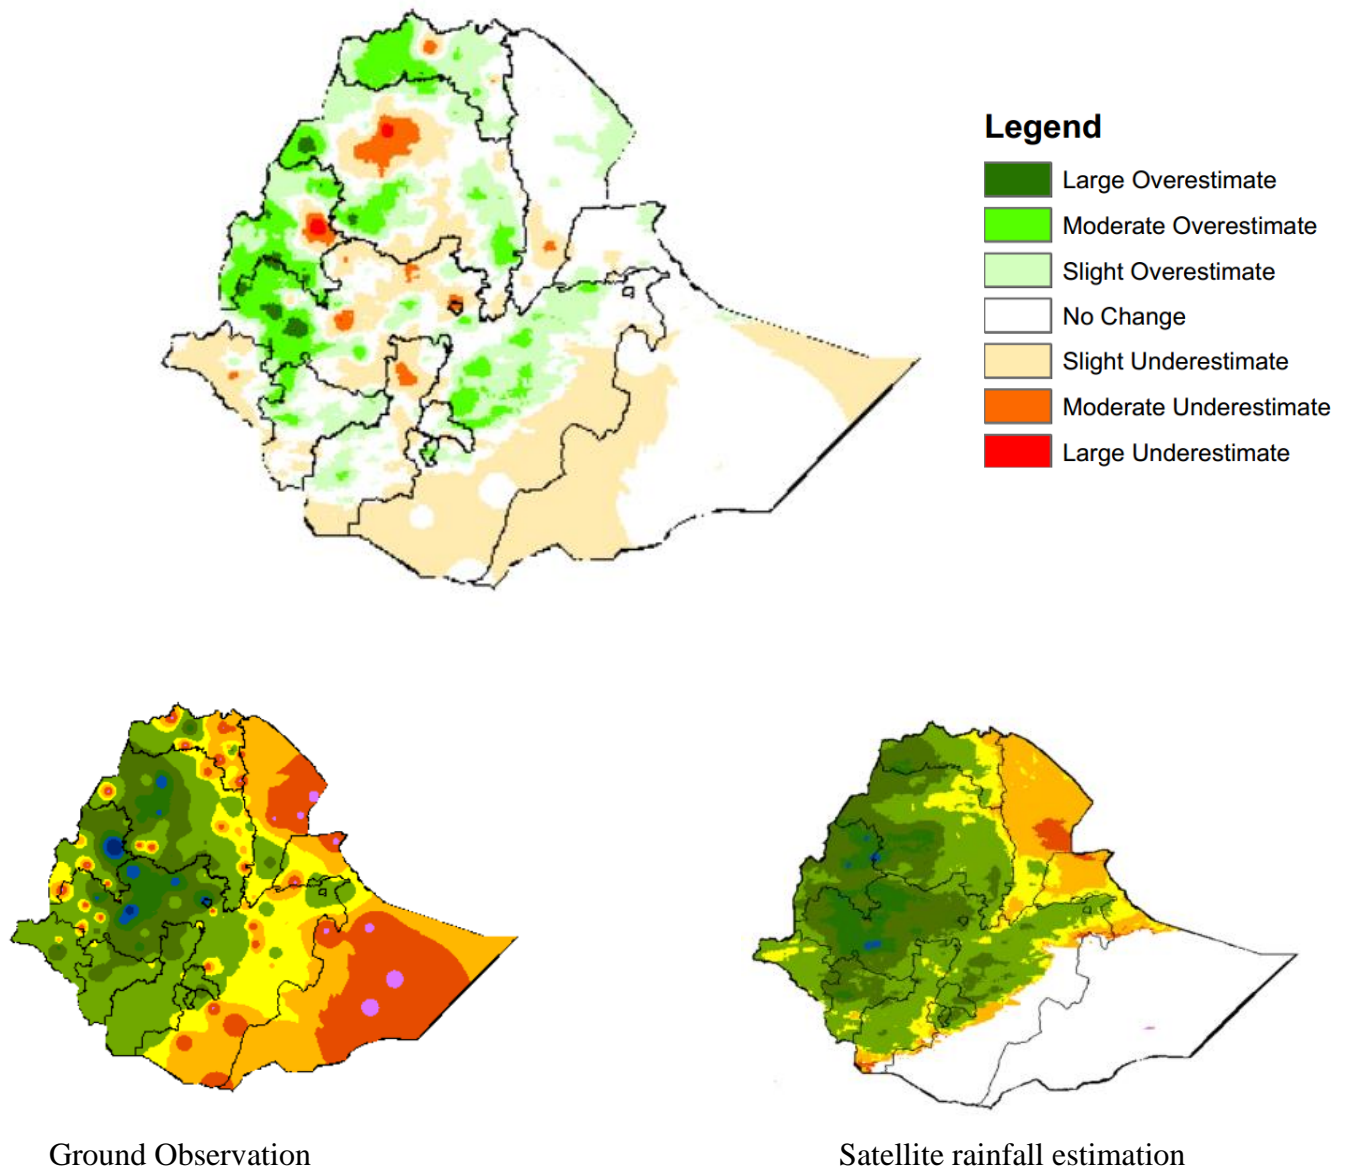 Legend
Large Overestimate
Moderate Overestimate
Slight Overestimate
No Change
Slight Underestimate
Moderate Underestimate
Large Underestimate
Ground Observation
Satellite rainfall estimation